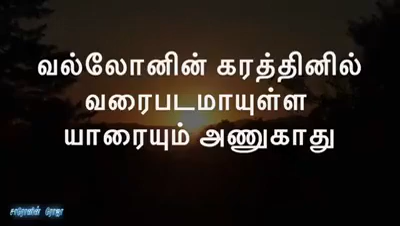 வல்லோனின் கரத்தினில்
வரைபடமாயுள்ள
யாரையும் அணுகாது
சாரோனின் ரோஜா